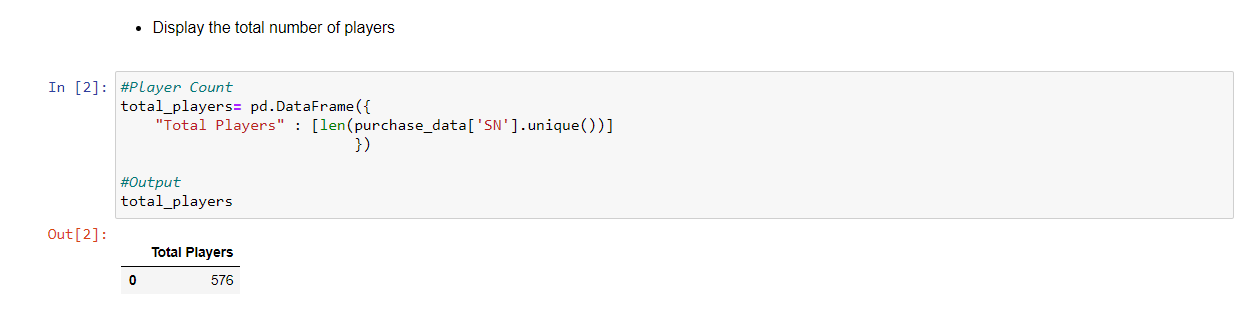 • Display the total number of players
In [2]: #Player Count
total_players= pd.DataFrame({
"Total Players" : [len(purchase_data['SN'].unique())]
})
#Output
total_players
Out[2]:
Total Players
0 576